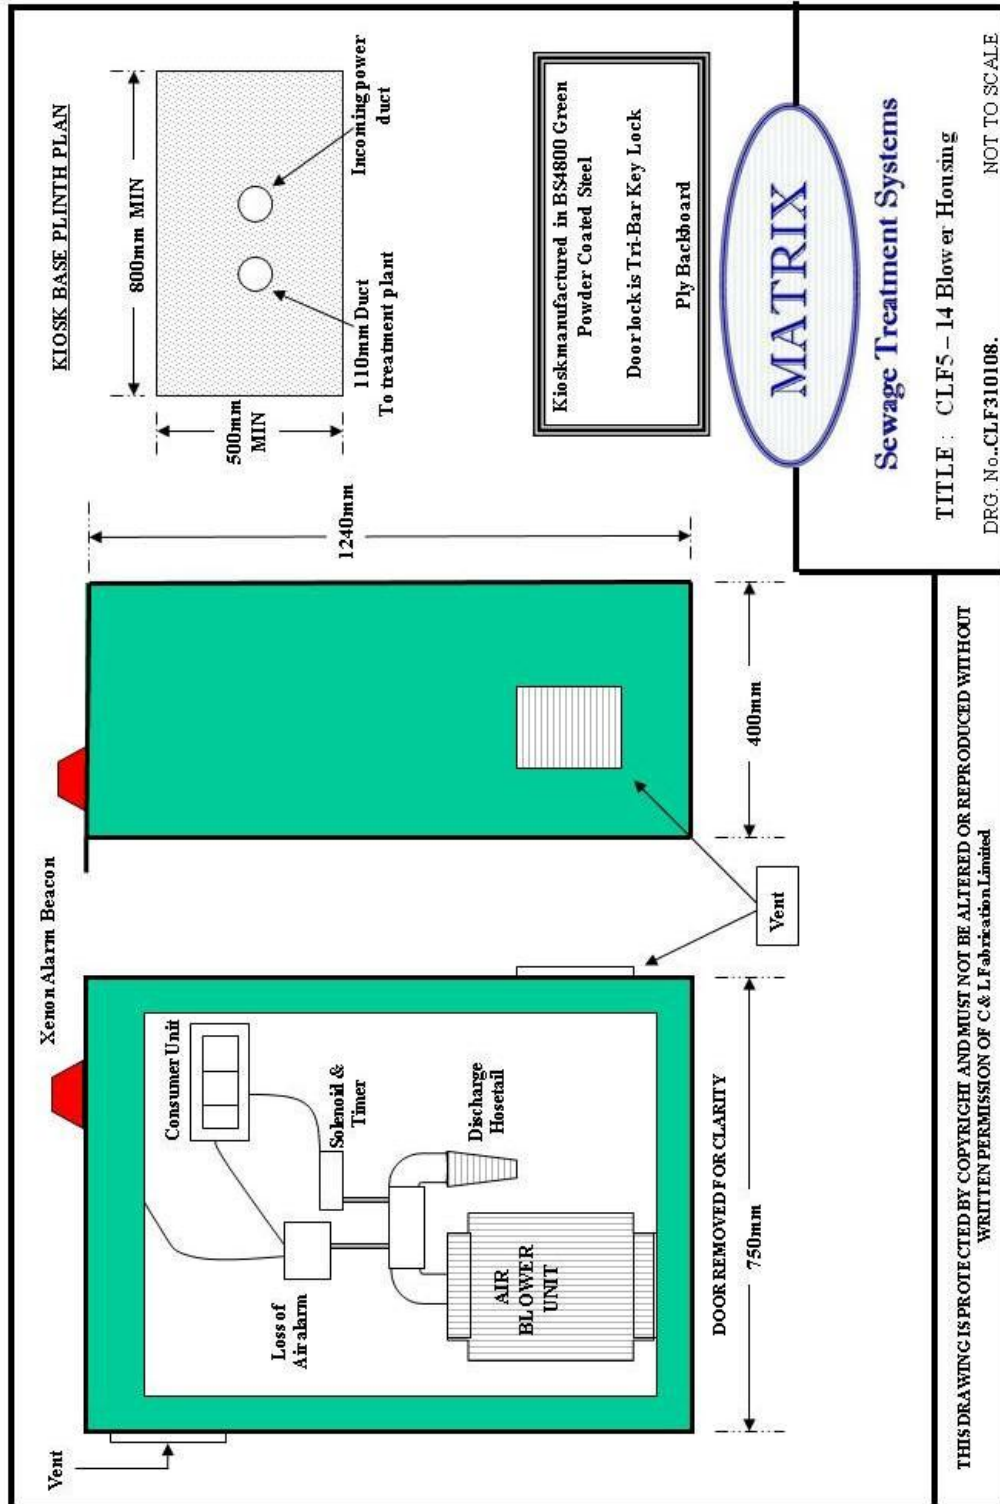 Xenon Alarm Beacon
Vent
Consumer Unit
Solenoid &
Timer
Loss of
Air alarm
Discharge
Hosetail
AIR
BLOWER
UNIT
DOOR REMOVED FOR CLARITY
750mm
Vent
400mm
1240mm
KIOSK BASE PLINTH PLAN
800mm MIN
500mm
MIN
110mm Duct
To treatment plant
Incoming power
duct
Kiosk manufactured in BS4800 Green
Powder Coated Steel
Door lock is Tri-Bar Key Lock
Ply Backboard
MATRIX
Sewage Treatment Systems
TITLE : CLF5 – 14 Blower Housing
DRG. No..CLF310108.
NOT TO SCALE
THIS DRAWING IS PROTECTED BY COPYRIGHT AND MUST NOT BE ALTERED OR REPRODUCED WITHOUT
WRITTEN PERMISSION OF C & L Fabrication Limited